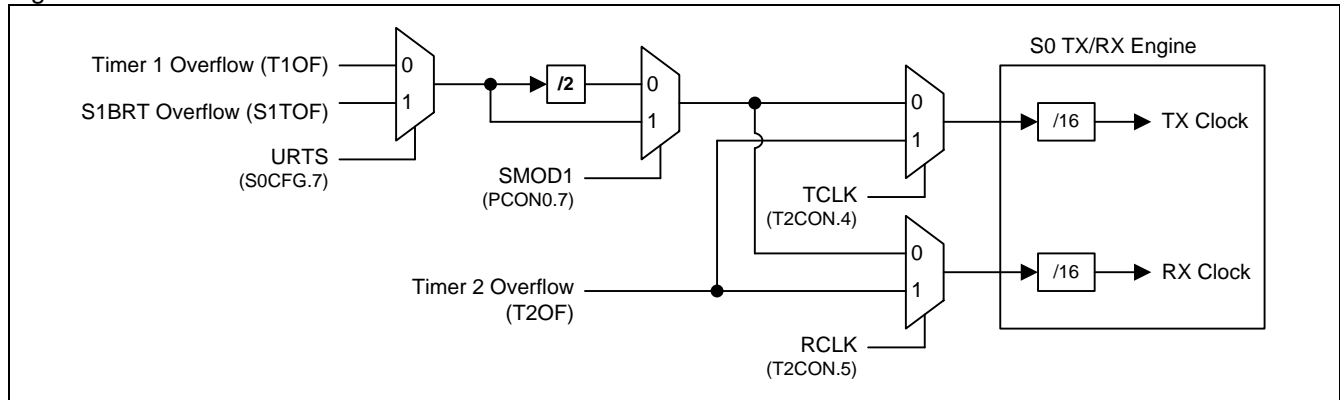 S0 TX/RX Engine
Timer 1 Overflow (T1OF)
0
S1BRT Overflow (S1TOF)
1
URTS
(S0CFG.7)
/2
0
1
SMOD1
(PCON0.7)
0
1
TCLK
(T2CON.4)
/16
TX Clock
Timer 2 Overflow
(T2OF)
0
1
RCLK
(T2CON.5)
/16
RX Clock